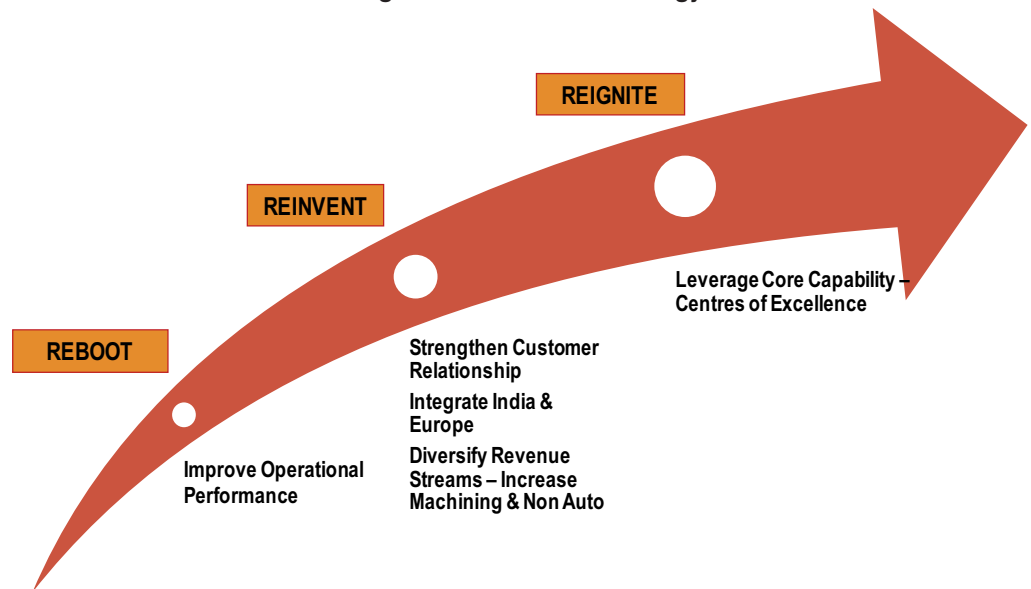 REIGNITE
REINVENT
REBOOT
Leverage Core Capability –
Centres of Excellence
Strengthen Customer
Relationship
Integrate India &
Europe
Diversify Revenue
Streams – Increase
Machining & Non Auto
Improve Operational
Performance